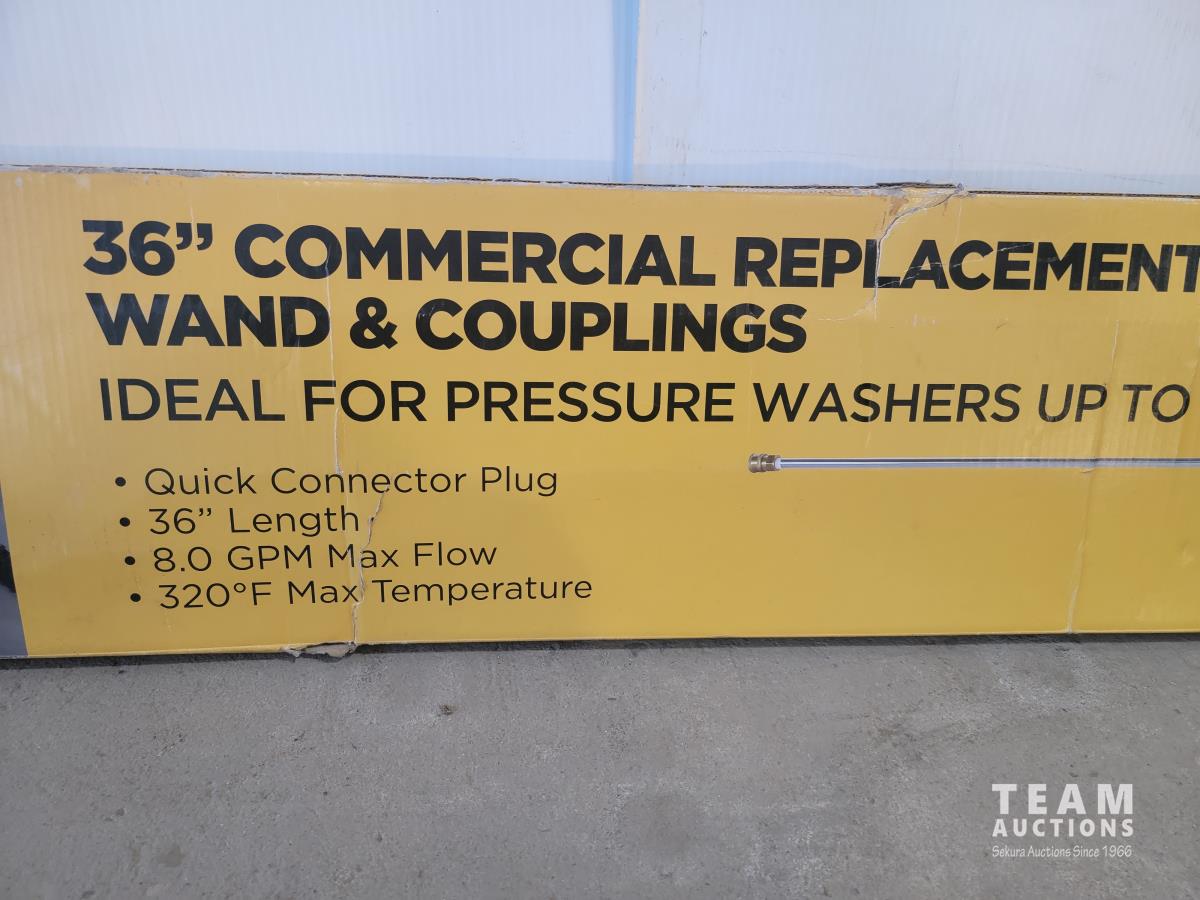 36” COMMERCIAL REPLACEMENT
WAND & COUPLINGS
IDEAL FOR PRESSURE WASHERS UP TO
• Quick Connector Plug
• 36” Length
• 8.0 GPM Max Flow
• 320°F Max Temperature
TEAM
AUCTIONS
Sekura Auctions Since 1966